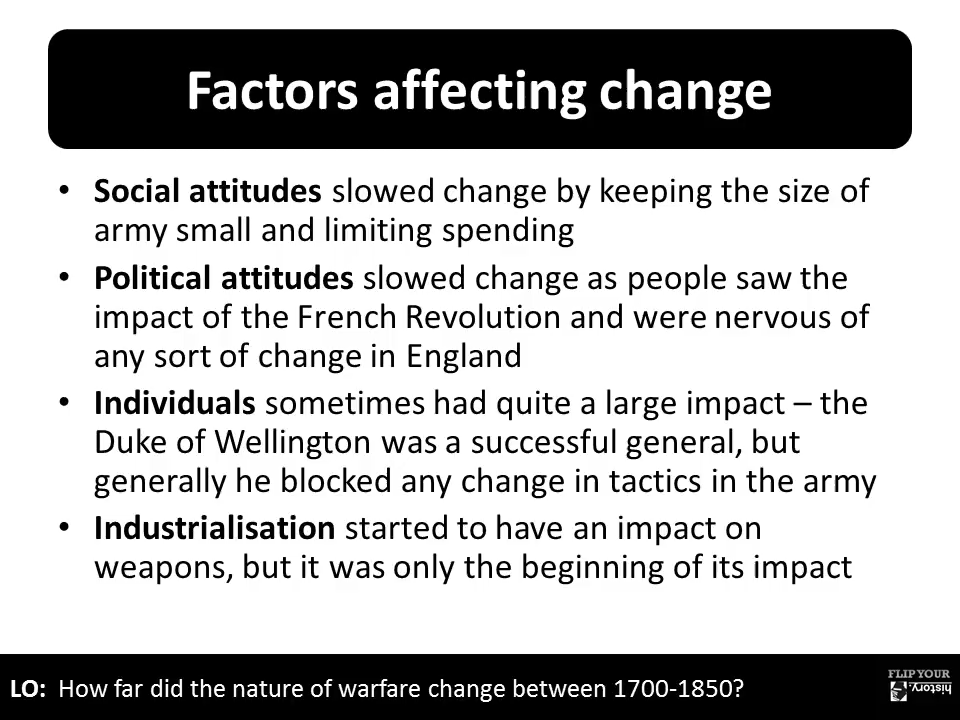 Factors affecting change
• Social attitudes slowed change by keeping the size of
army small and limiting spending
• Political attitudes slowed change as people saw the
impact of the French Revolution and were nervous of
any sort of change in England
• Individuals sometimes had quite a large impact – the
Duke of Wellington was a successful general, but
generally he blocked any change in tactics in the army
• Industrialisation started to have an impact on
weapons, but it was only the beginning of its impact
LO: How far did the nature of warfare change between 1700-1850?
FLIP YOUR
history.